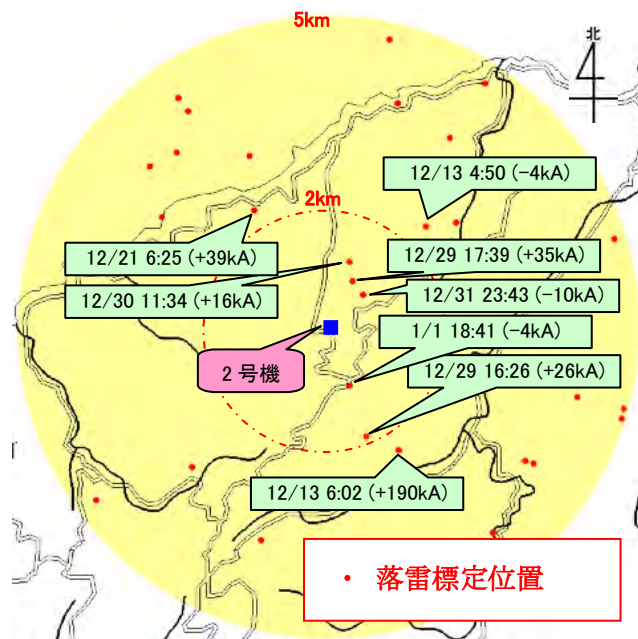 5km
北
12/13 4:50 (−4kA)
2km
12/21 6:25 (+39kA)
12/29 17:39 (+35kA)
12/30 11:34 (+16kA)
12/31 23:43 (−10kA)
1/1 18:41 (−4kA)
2 号機
12/29 16:26 (+26kA)
12/13 6:02 (+190kA)
・ 落雷標定位置